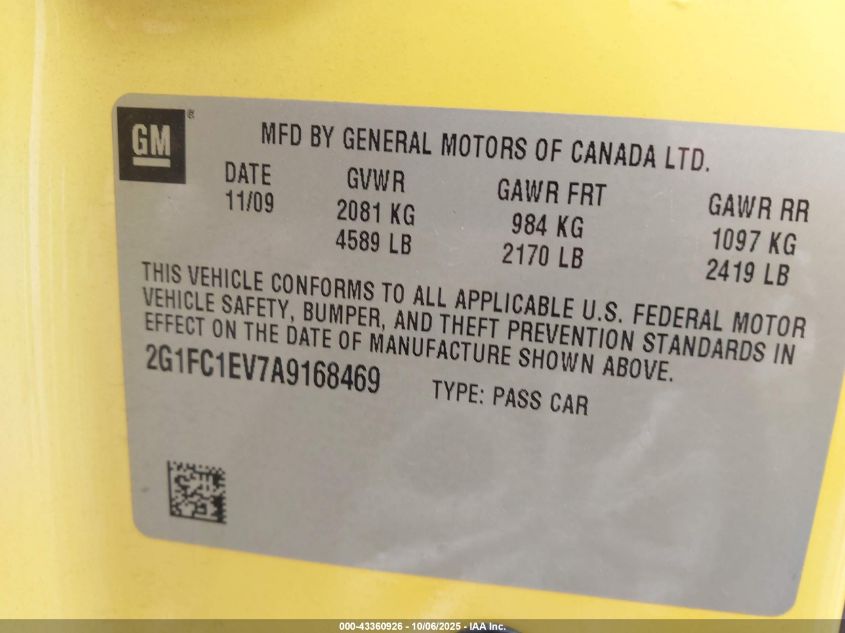 GM ®
MFD BY GENERAL MOTORS OF CANADA LTD.
DATE GVWR GAWR FRT GAWR RR
11/09 2081 KG 984 KG 1097 KG
4589 LB 2170 LB 2419 LB
THIS VEHICLE CONFORMS TO ALL APPLICABLE U.S. FEDERAL MOTOR
VEHICLE SAFETY, BUMPER, AND THEFT PREVENTION STANDARDS IN
EFFECT ON THE DATE OF MANUFACTURE SHOWN ABOVE.
2G1FC1EV7A9168469 TYPE: PASS CAR
000-43360926 - 10/06/2025 - IAA Inc.